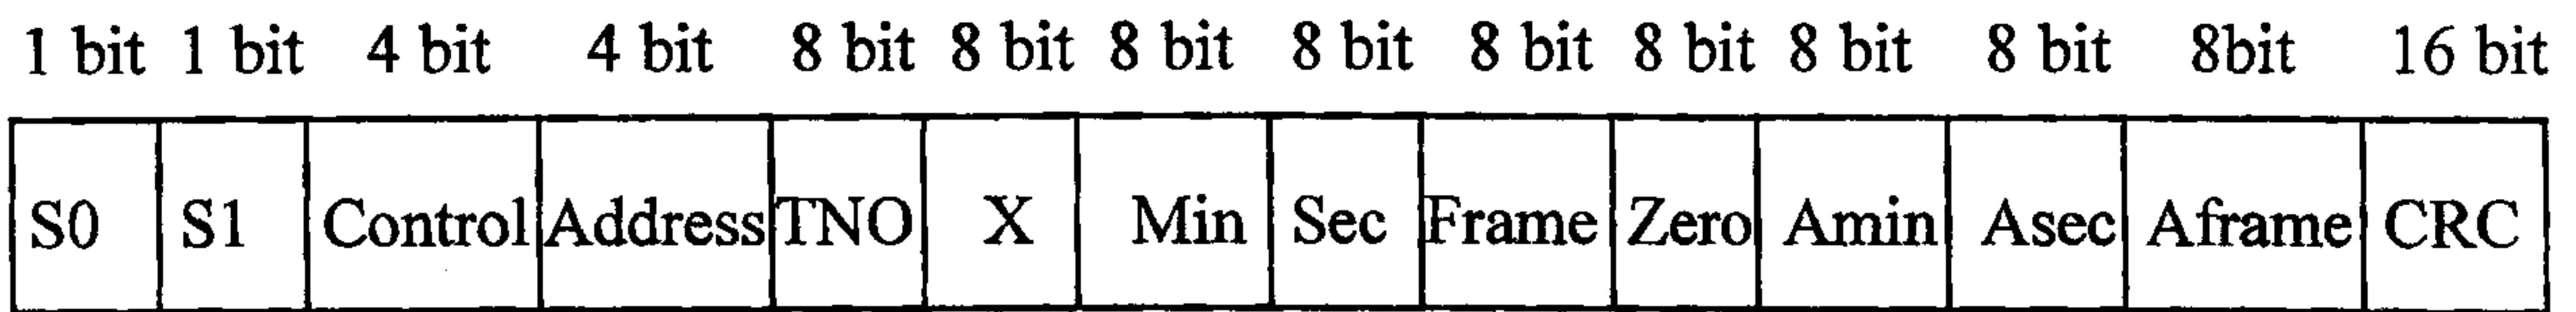 1 bit 1 bit 4 bit 4 bit 8 bit 8 bit 8 bit 8 bit 8 bit 8 bit 8 bit 8 bit 8bit 16 bit
S0 S1 Control Address TNO X Min Sec Frame Zero Amin Asec Aframe CRC